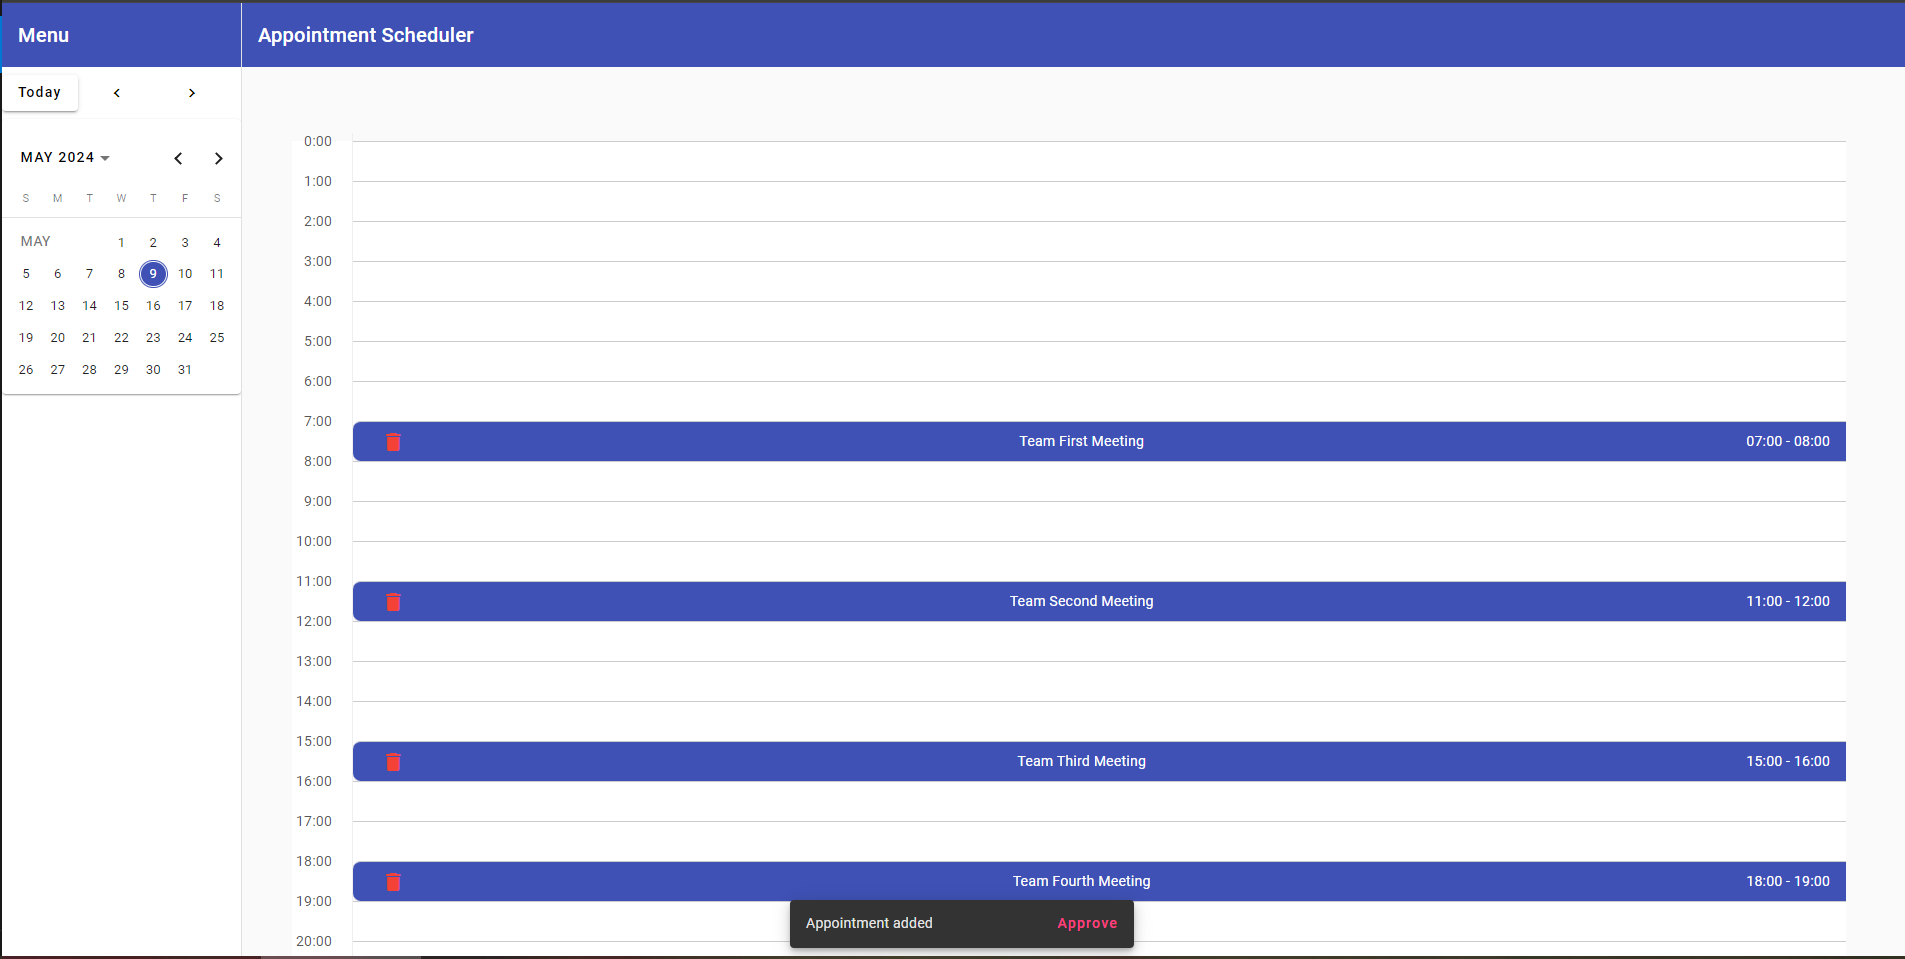 Menu
Appointment Scheduler
Today
MAY 2024
S M T W T F S
MAY 1 2 3 4
5 6 7 8 9 10 11
12 13 14 15 16 17 18
19 20 21 22 23 24 25
26 27 28 29 30 31
0:00
1:00
2:00
3:00
4:00
5:00
6:00
7:00
Team First Meeting 07:00 - 08:00
8:00
9:00
10:00
11:00
Team Second Meeting 11:00 - 12:00
12:00
13:00
14:00
15:00
Team Third Meeting 15:00 - 16:00
16:00
17:00
18:00
Team Fourth Meeting 18:00 - 19:00
19:00
Appointment added Approve
20:00